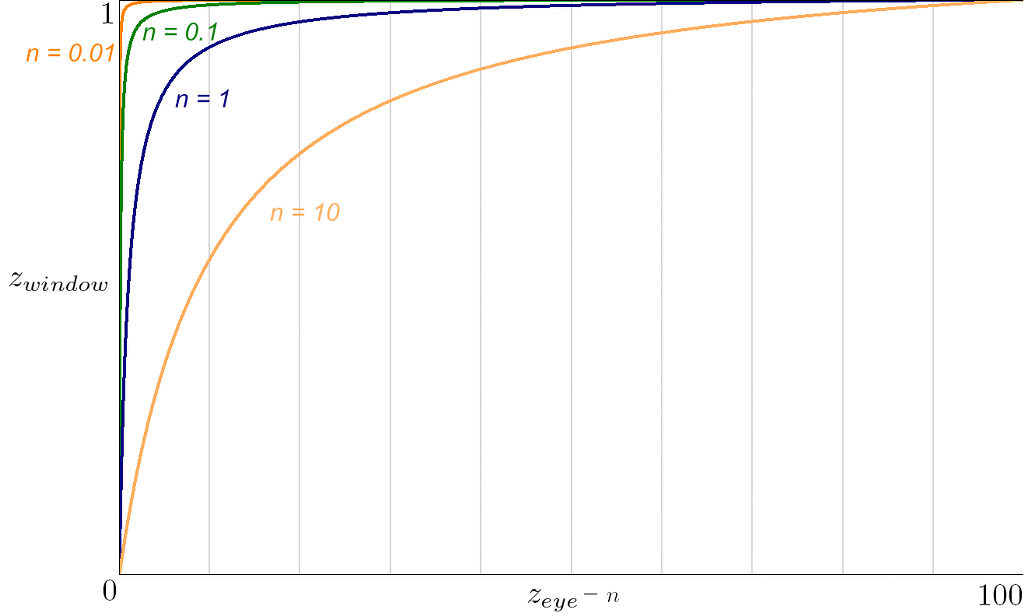 1
n = 0.1
n = 0.01
n = 1
n = 10
z_window
0
z_eye - n
100